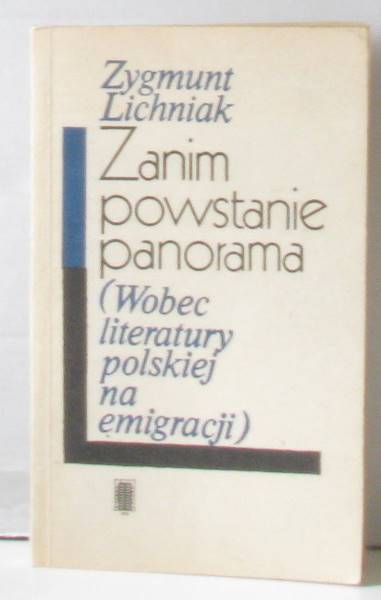 Zygmunt
Lichniak
Zanim
powstanie
panorama
(Wobec
literatury
polskiej
na
emigracji)